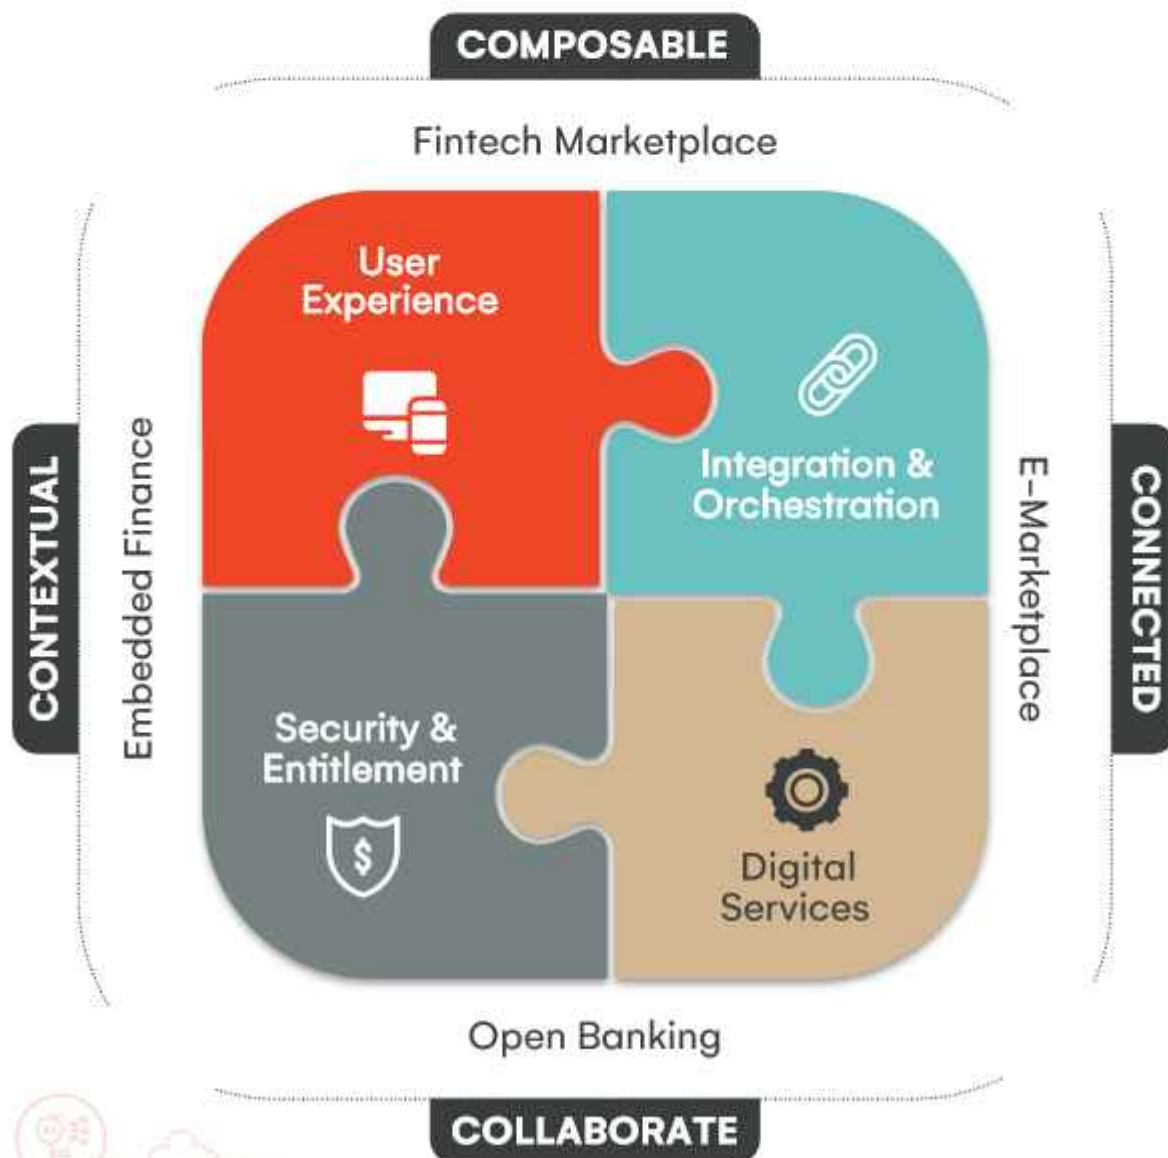 COMPOSABLE
Fintech Marketplace
User
Experience
Integration &
Orchestration
CONTEXTUAL
Embedded Finance
E-Marketplace
CONNECTED
Security &
Entitlement
$
Digital
Services
Open Banking
COLLABORATE